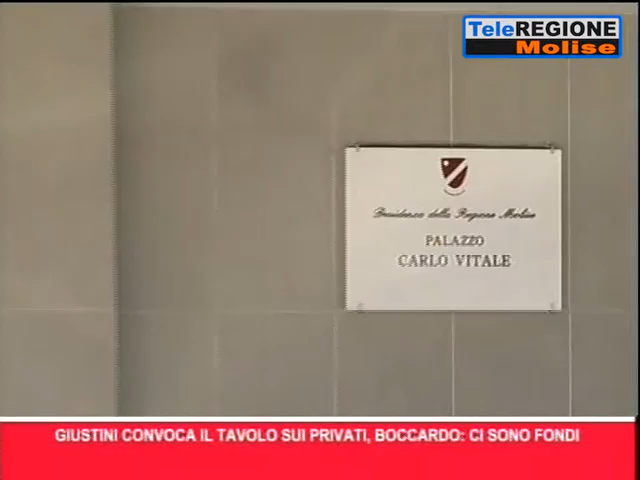 TeleREGIONE
Molise
Presidenza della Regione Molise
PALAZZO
CARLO VITALE
GIUSTINI CONVOCA IL TAVOLO SUI PRIVATI, BOCCARDO: CI SONO FONDI